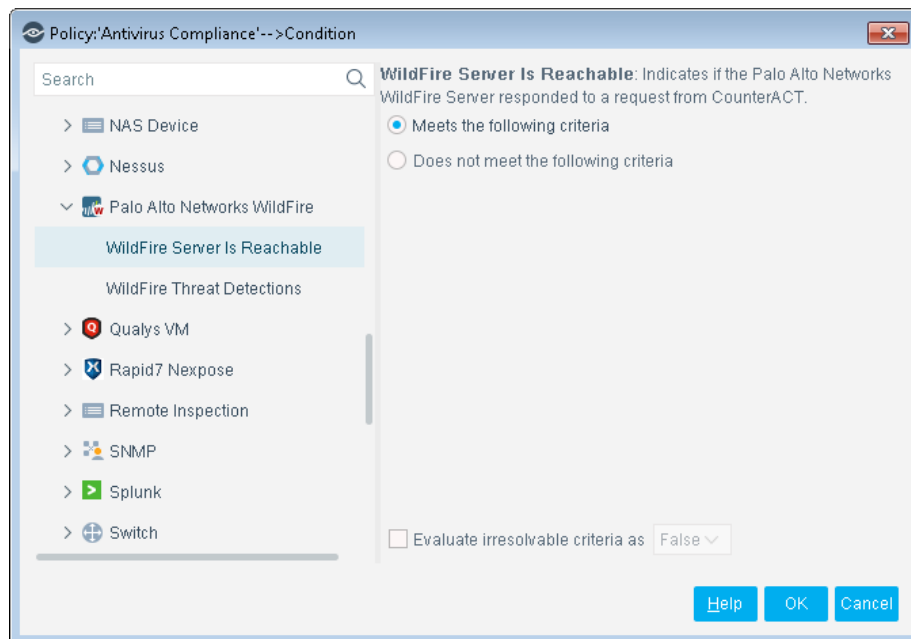 Policy:'Antivirus Compliance'-->Condition
Search
NAS Device
Nessus
Palo Alto Networks WildFire
WildFire Server Is Reachable
WildFire Threat Detections
Qualys VM
Rapid7 Nexpose
Remote Inspection
SNMP
Splunk
Switch
WildFire Server Is Reachable: Indicates if the Palo Alto Networks
WildFire Server responded to a request from CounterACT.
Meets the following criteria
Does not meet the following criteria
Evaluate irresolvable criteria as False
Help OK Cancel